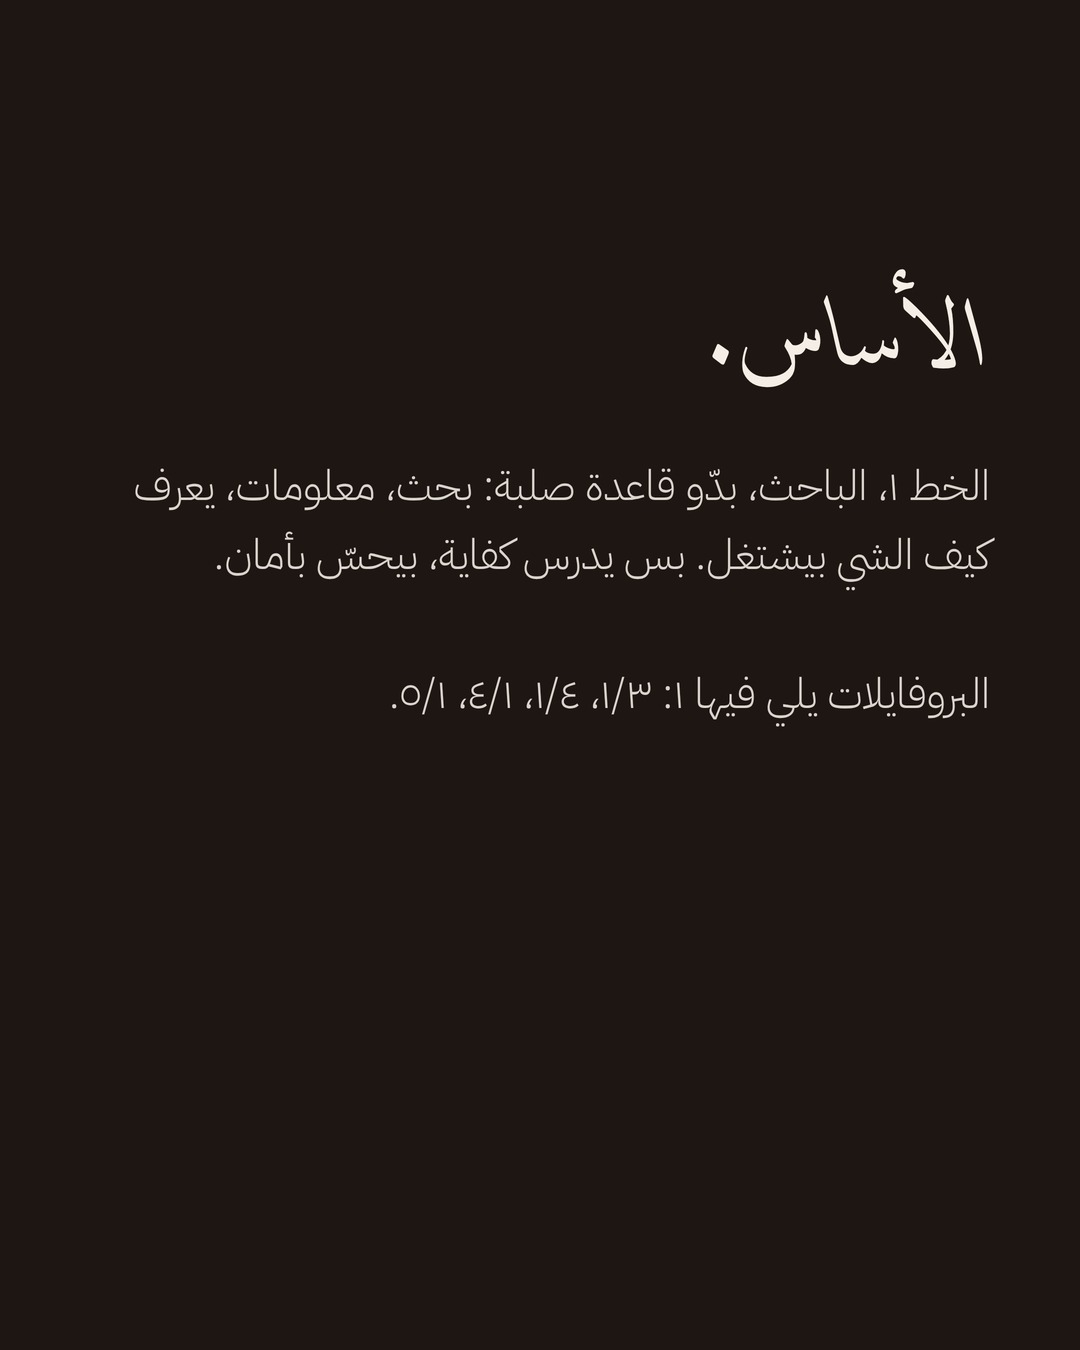 الأساس.
الخط ١، الباحث، بدّو قاعدة صلبة: بحث، معلومات، يعرف
كيف الشي بيشتغل. بس يدرس كفاية، بيحسّ بأمان.
البروفايلات يلي فيها ١: ١/٣، ١/٤، ٤/١، ٥/١.